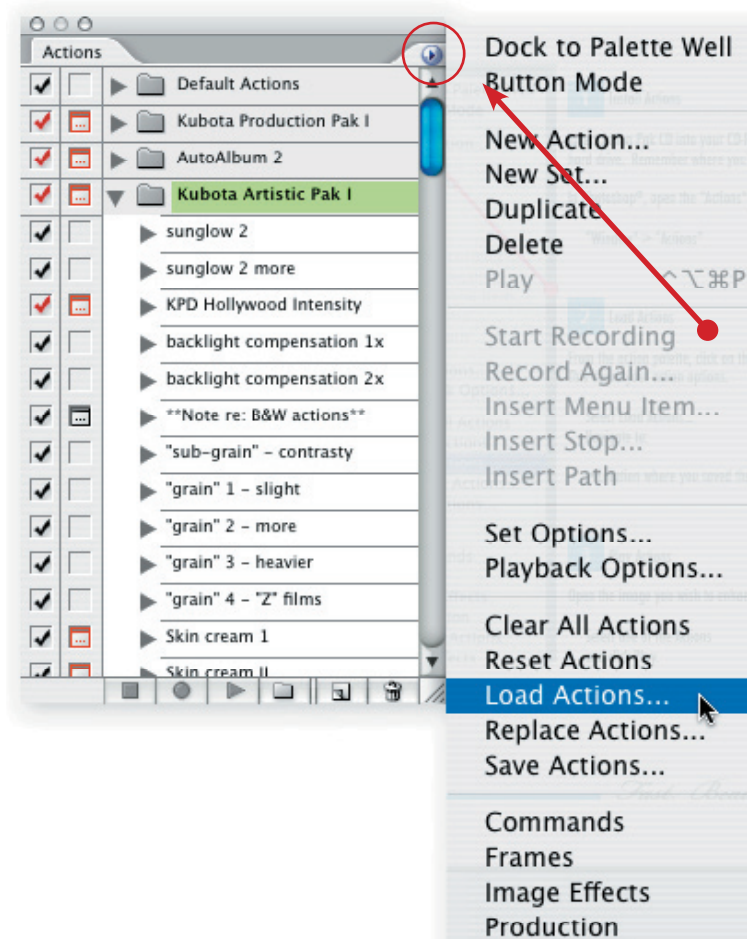 Actions
Default Actions
Kubota Production Pak I
AutoAlbum 2
Kubota Artistic Pak I
sunglow 2
sunglow 2 more
KPD Hollywood Intensity
backlight compensation 1x
backlight compensation 2x
**Note re: B&W actions**
"sub-grain" - contrasty
"grain" 1 - slight
"grain" 2 - more
"grain" 3 - heavier
"grain" 4 - "Z" films
Skin cream 1
Skin cream II
Dock to Palette Well
Button Mode
New Action...
New Set...
Duplicate
Delete
Play ⌃⌥⌘P
Start Recording
Record Again...
Insert Menu Item...
Insert Stop...
Insert Path
Set Options...
Playback Options...
Clear All Actions
Reset Actions
Load Actions...
Replace Actions...
Save Actions...
Commands
Frames
Image Effects
Production